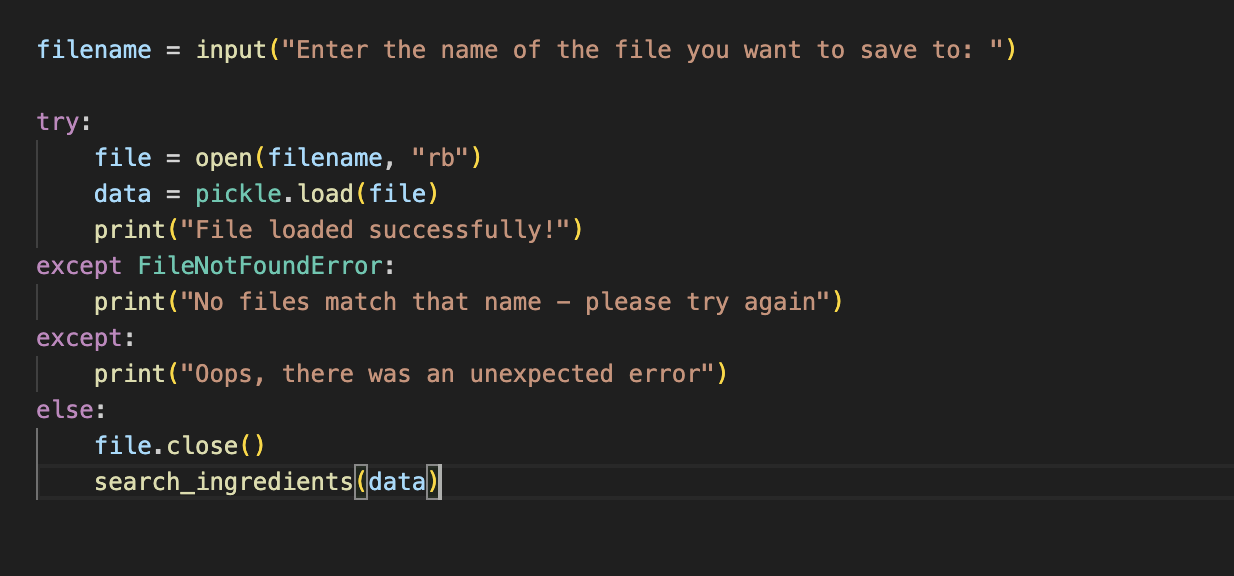 filename = input("Enter the name of the file you want to save to: ")
try:
    file = open(filename, "rb")
    data = pickle.load(file)
    print("File loaded successfully!")
except FileNotFoundError:
    print("No files match that name – please try again")
except:
    print("Oops, there was an unexpected error")
else:
    file.close()
    search_ingredients(data)